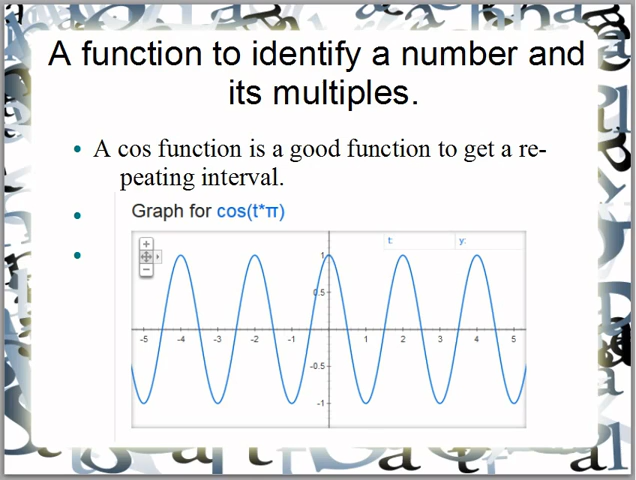 A function to identify a number and
its multiples.
• A cos function is a good function to get a re-
peating interval.
• Graph for cos(t*π)
•
t: y:
1
0.5
-5 -4 -3 -2 -1 1 2 3 4 5
-0.5
-1